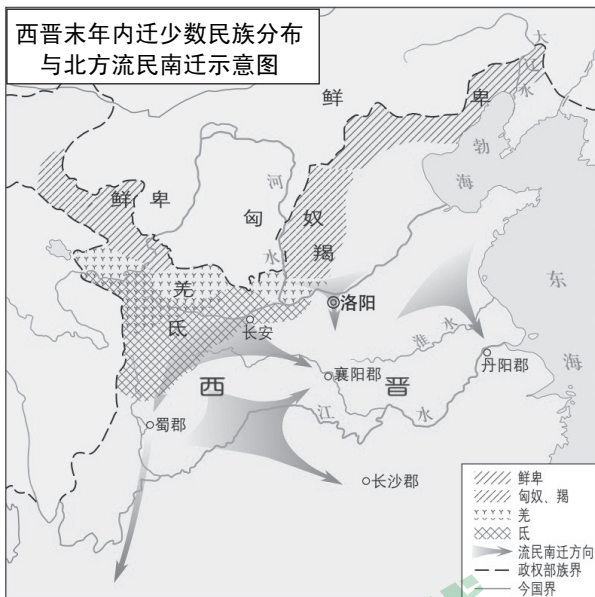 西晋末年内迁少数民族分布
与北方流民南迁示意图
大
辽
水
鲜卑
勃
海
河
水
鲜卑
匈奴
羯
羌
氐
洛阳
长安
淮水
东
海
丹阳郡
襄阳郡
西晋
江水
蜀郡
长沙郡
鲜卑
匈奴、羯
羌
氐
流民南迁方向
政权部族界
今国界